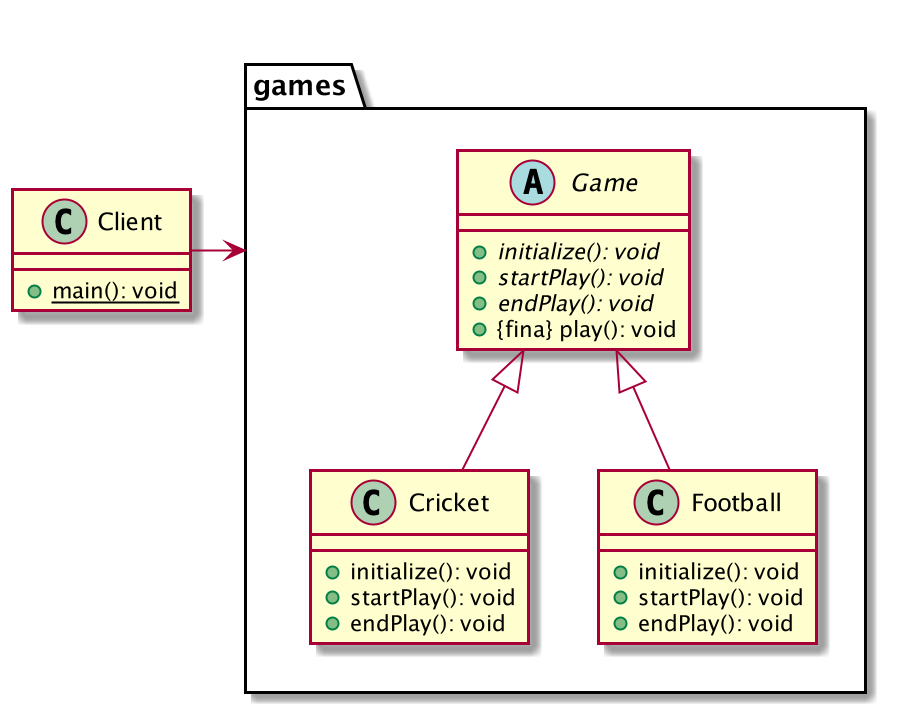 games
A Game
initialize(): void
startPlay(): void
endPlay(): void
{fina} play(): void
C Client
main(): void
C Cricket
initialize(): void
startPlay(): void
endPlay(): void
C Football
initialize(): void
startPlay(): void
endPlay(): void